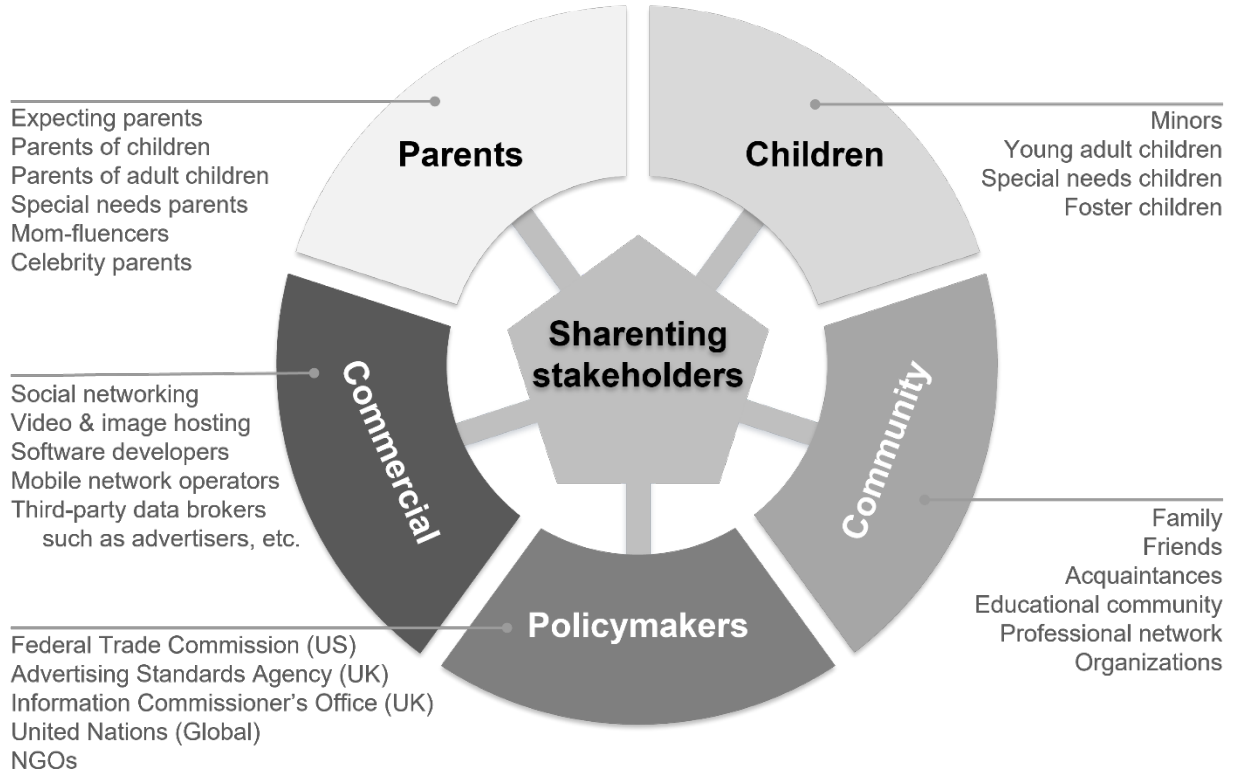 Parents
Expecting parents
Parents of children
Parents of adult children
Special needs parents
Mom-fluencers
Celebrity parents
Children
Minors
Young adult children
Special needs children
Foster children
Sharenting
stakeholders
Commercial
Social networking
Video & image hosting
Software developers
Mobile network operators
Third-party data brokers
such as advertisers, etc.
Community
Family
Friends
Acquaintances
Educational community
Professional network
Organizations
Policymakers
Federal Trade Commission (US)
Advertising Standards Agency (UK)
Information Commissioner's Office (UK)
United Nations (Global)
NGOs